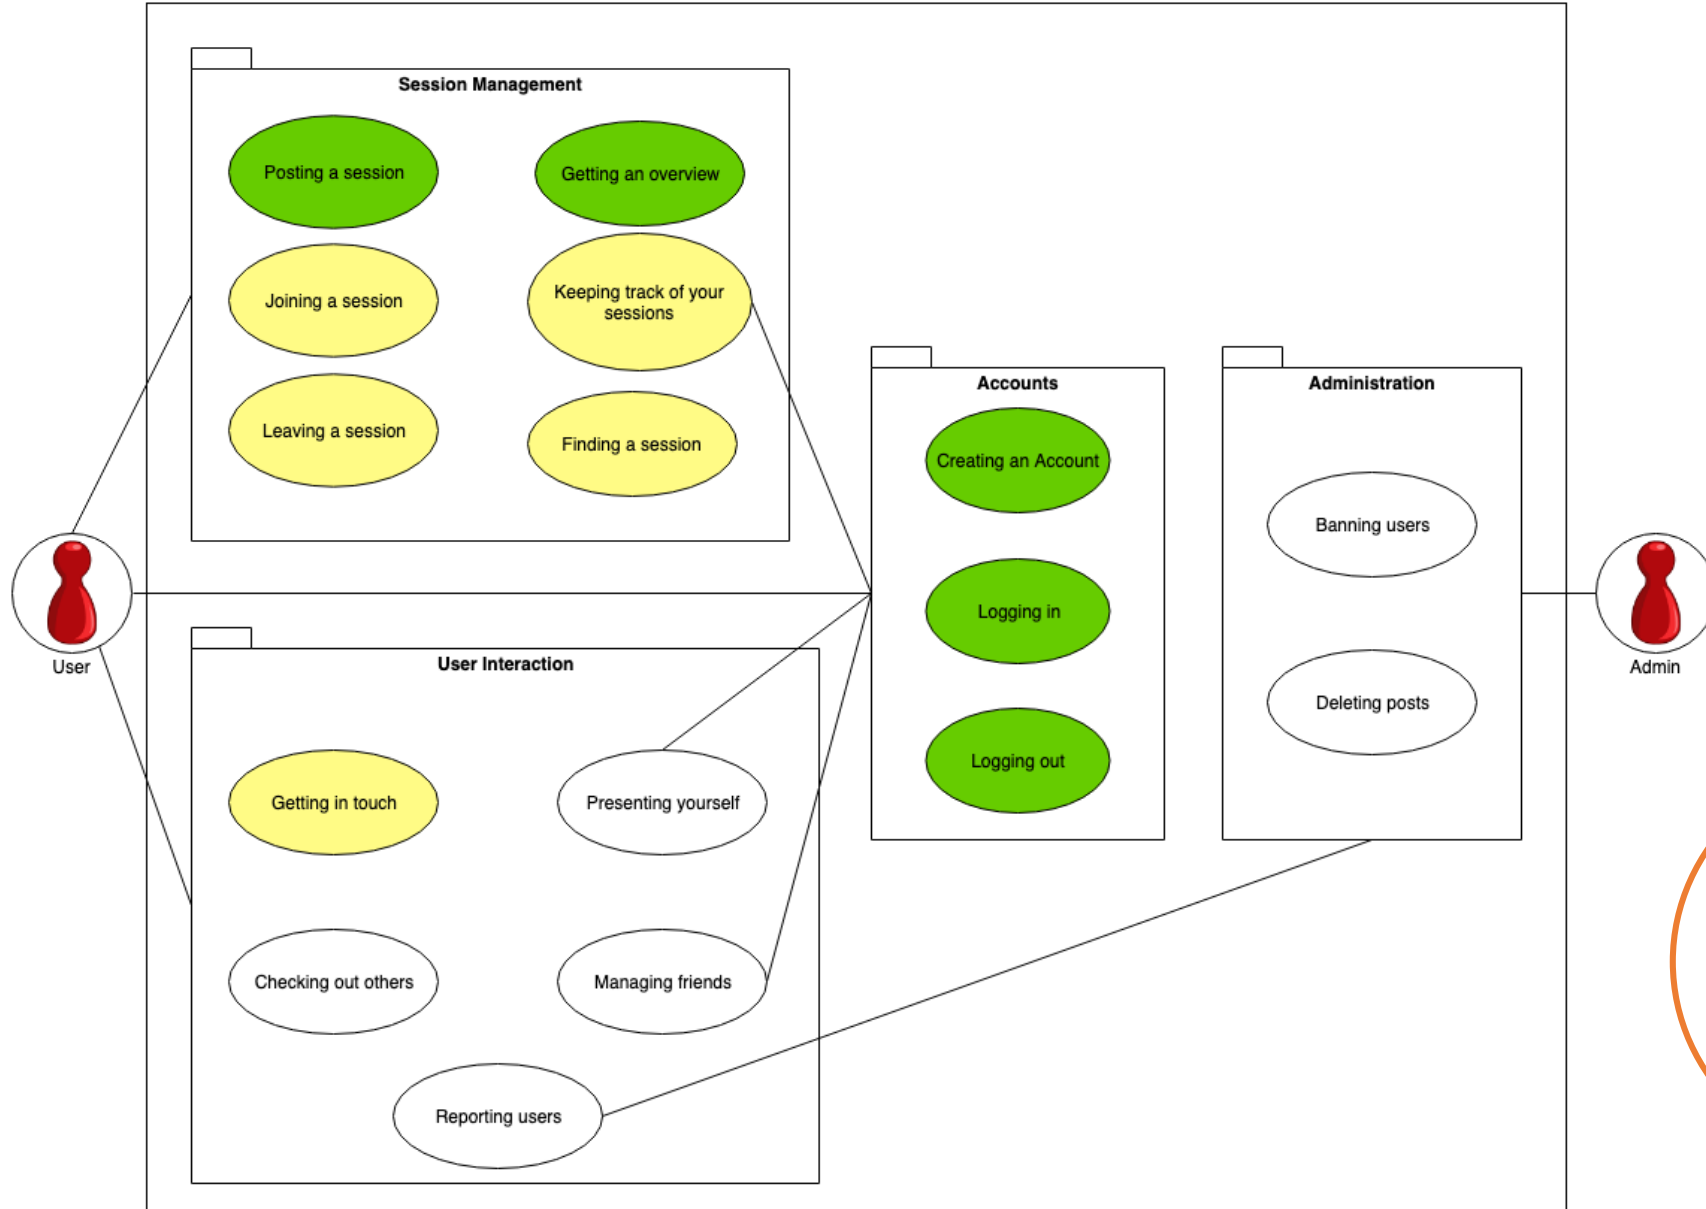 Session Management
Posting a session
Getting an overview
Joining a session
Keeping track of your
sessions
Leaving a session
Finding a session
Accounts
Creating an Account
Logging in
Logging out
Administration
Banning users
Deleting posts
User
Admin
User Interaction
Getting in touch
Presenting yourself
Checking out others
Managing friends
Reporting users